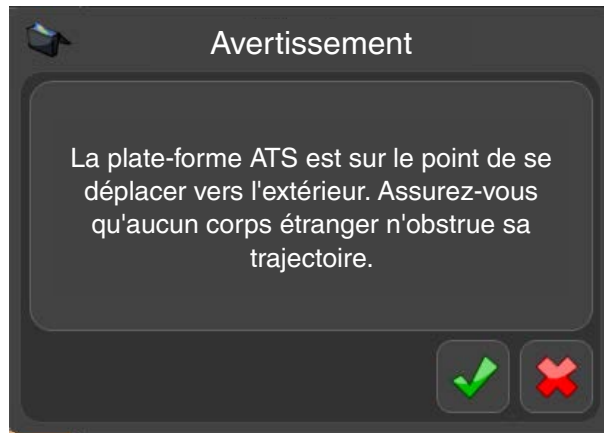 Avertissement
La plate-forme ATS est sur le point de se
déplacer vers l'extérieur. Assurez-vous
qu'aucun corps étranger n'obstrue sa
trajectoire.